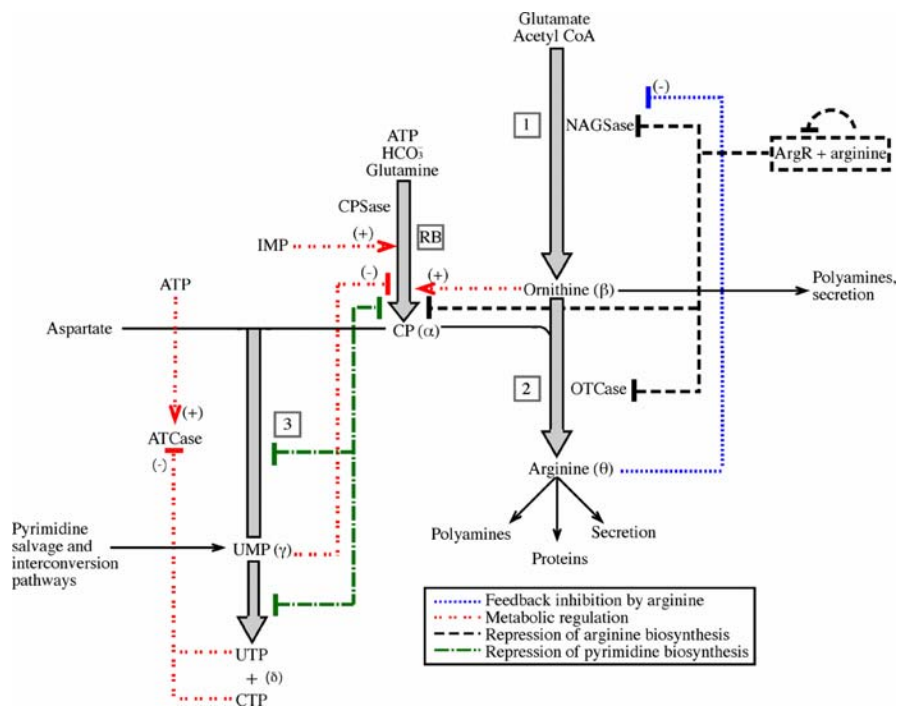 Glutamate
Acetyl CoA
(-)
1
NAGSase
ArgR + arginine
ATP
HCO₃⁻
Glutamine
CPSase
RB
(+)
IMP
(-)
(+)
ATP
Ornithine (β)
Polyamines,
secretion
Aspartate
CP (α)
2
OTCase
3
(+)
ATCase
(-)
Arginine (θ)
Polyamines
Secretion
Proteins
Pyrimidine
salvage and
interconversion
pathways
UMP (γ)
Feedback inhibition by arginine
Metabolic regulation
Repression of arginine biosynthesis
Repression of pyrimidine biosynthesis
UTP
+ (δ)
CTP